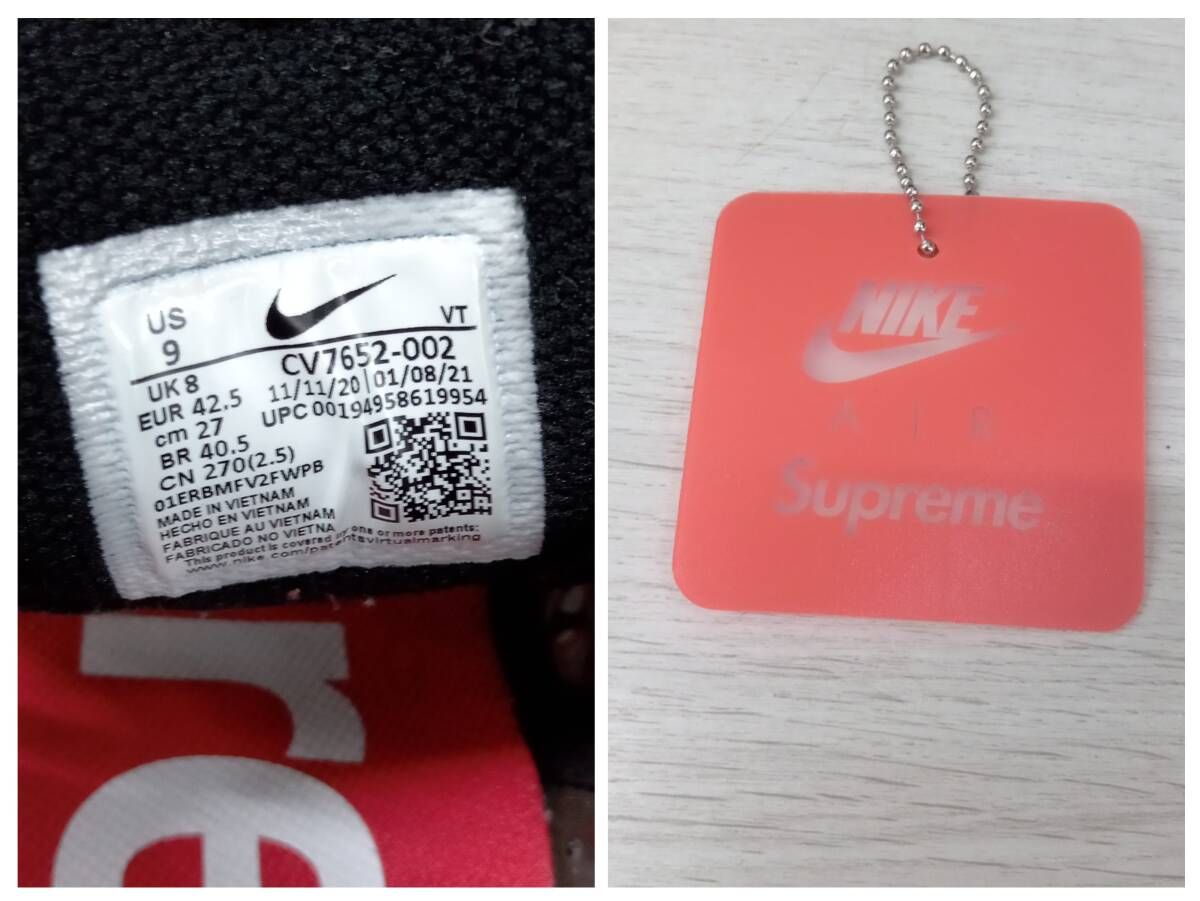 US
9
VT
CV7652-002
UK 8
11/11/20 | 01/08/21
EUR 42.5
UPC 00194958619954
cm 27
BR 40.5
CN 270(2.5)
01ERBMFV2FWPB
MADE IN VIETNAM
HECHO EN VIETNAM
FABRIQUE AU VIETNAM
FABRICADO NO VIETNA
This product is covered by one or more patents:
www.nike.com/patentsvirtualmarking
re
NIKE
AIR
Supreme